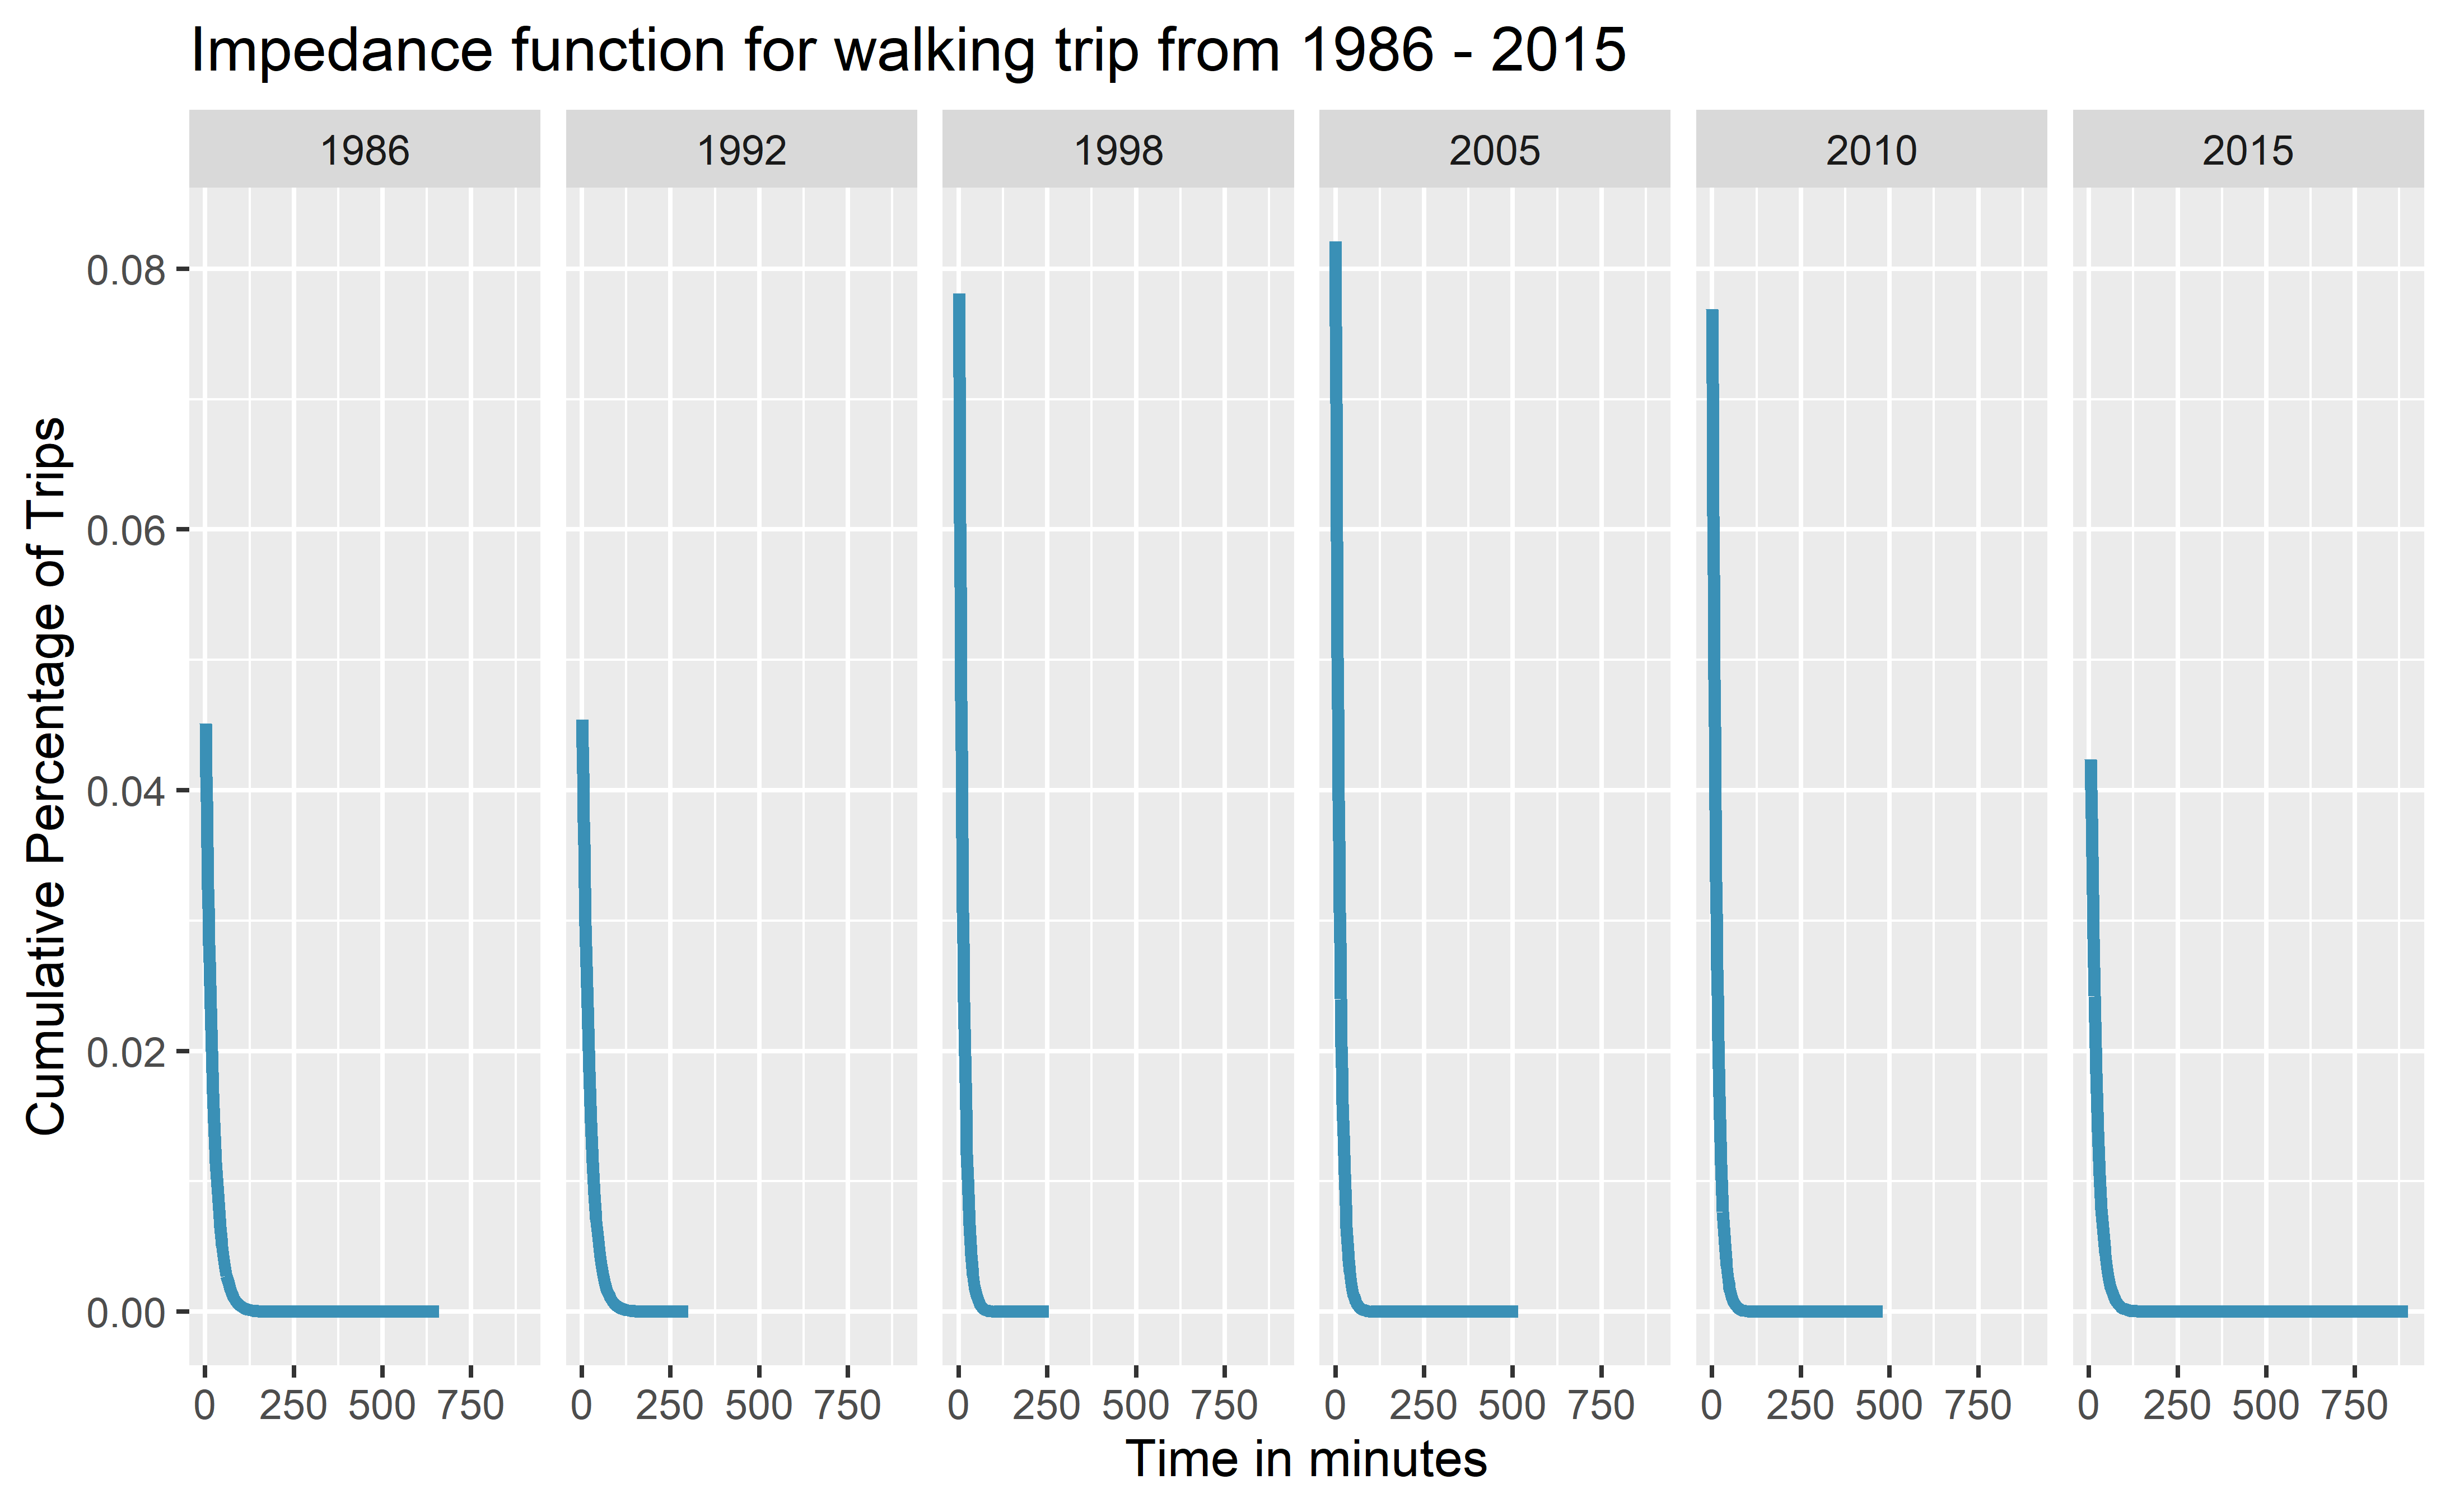 Impedance function for walking trip from 1986 - 2015
1986 1992 1998 2005 2010 2015
Cumulative Percentage of Trips
0.08
0.06
0.04
0.02
0.00
0 250 500 750 0 250 500 750 0 250 500 750 0 250 500 750 0 250 500 750 0 250 500 750
Time in minutes